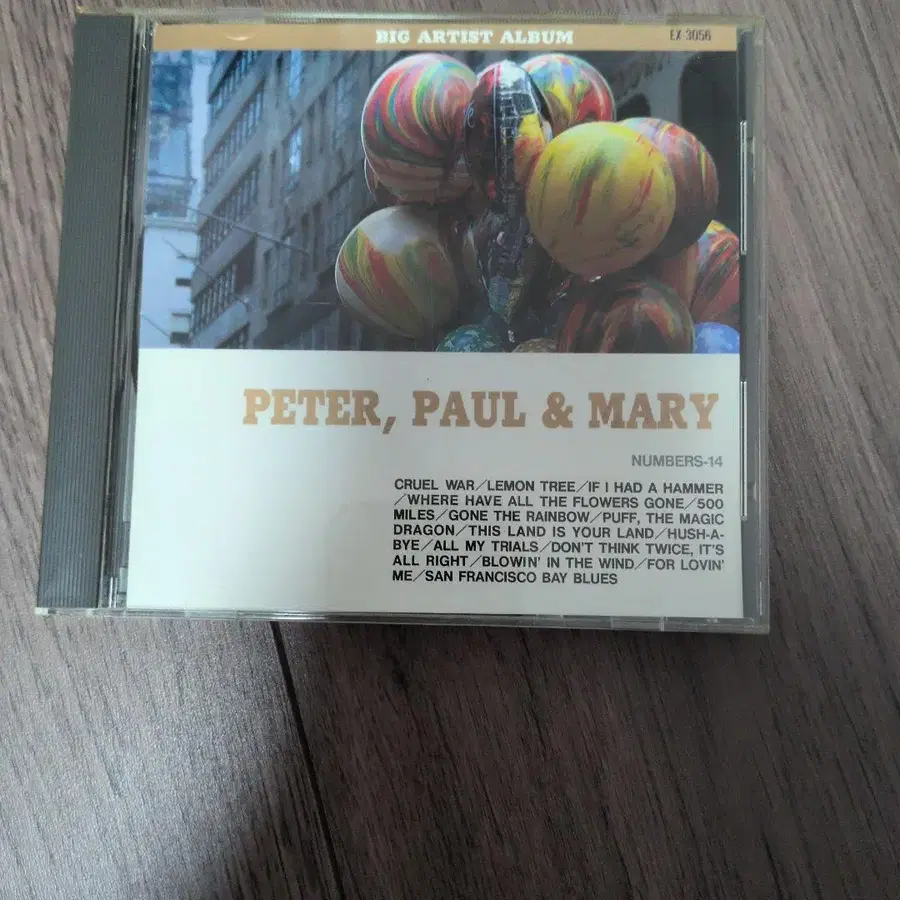 BIG ARTIST ALBUM
EX-3056
PETER, PAUL & MARY
NUMBERS-14
CRUEL WAR/LEMON TREE/IF I HAD A HAMMER
/WHERE HAVE ALL THE FLOWERS GONE/500
MILES/GONE THE RAINBOW/PUFF, THE MAGIC
DRAGON/THIS LAND IS YOUR LAND/HUSH-A-
BYE/ALL MY TRIALS/DON'T THINK TWICE, IT'S
ALL RIGHT/BLOWIN' IN THE WIND/FOR LOVIN'
ME/SAN FRANCISCO BAY BLUES